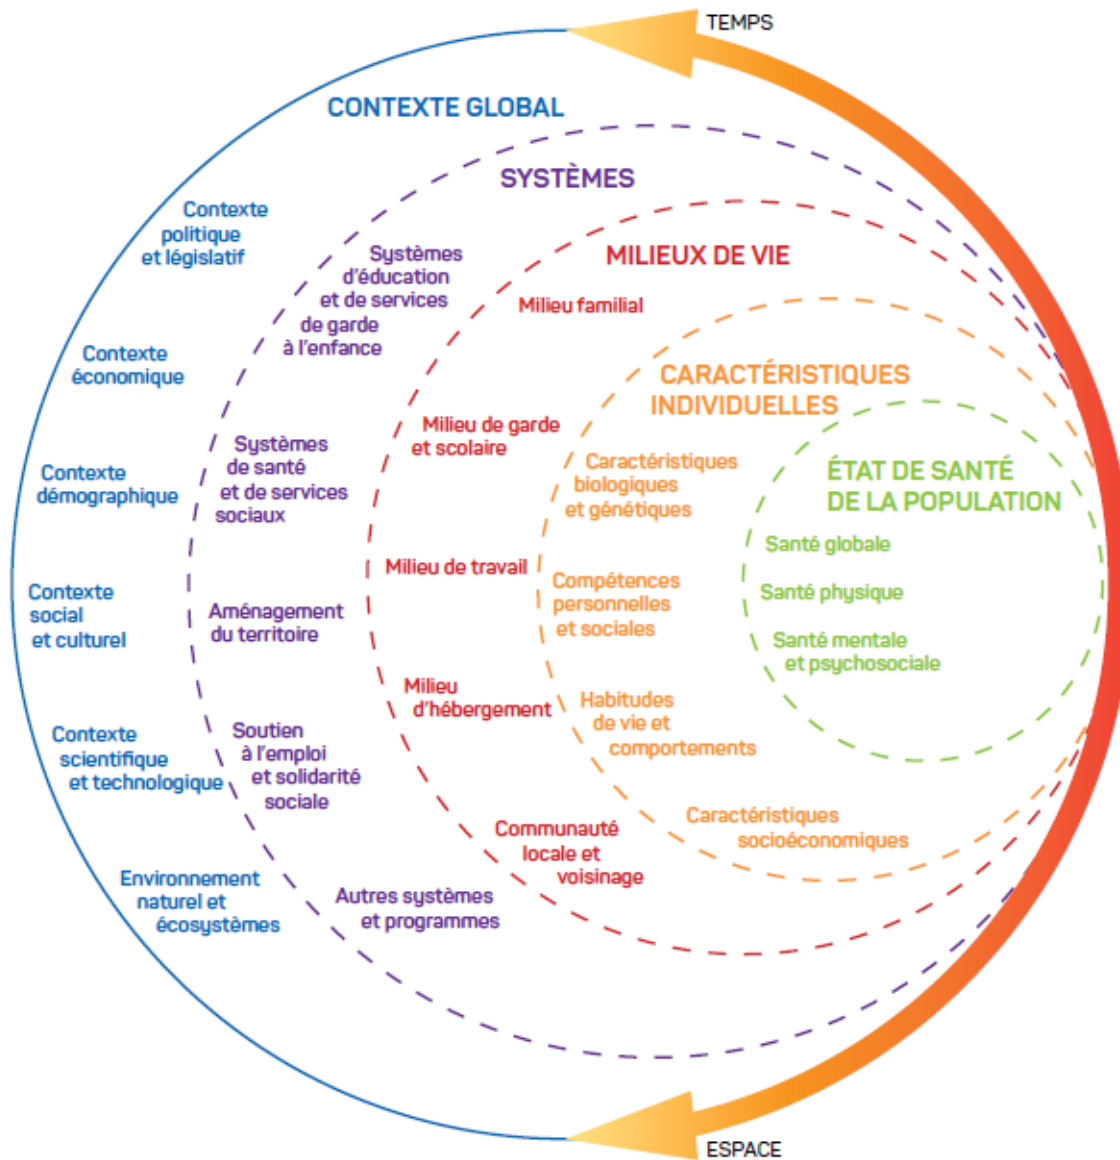 TEMPS
CONTEXTE GLOBAL
Contexte
politique
et législatif
Contexte
économique
Contexte
démographique
Contexte
social
et culturel
Contexte
scientifique
et technologique
Environnement
naturel et
écosystèmes
SYSTÈMES
Systèmes
d'éducation
et de services
de garde
à l'enfance
Systèmes
de santé
et de services
sociaux
Aménagement
du territoire
Soutien
à l'emploi
et solidarité
sociale
Autres systèmes
et programmes
MILIEUX DE VIE
Milieu familial
Milieu de garde
et scolaire
Milieu de travail
Milieu
d'hébergement
Communauté
locale et
voisinage
CARACTÉRISTIQUES
INDIVIDUELLES
Caractéristiques
biologiques
et génétiques
Compétences
personnelles
et sociales
Habitudes
de vie et
comportements
Caractéristiques
socioéconomiques
ÉTAT DE SANTÉ
DE LA POPULATION
Santé globale
Santé physique
Santé mentale
et psychosociale
ESPACE